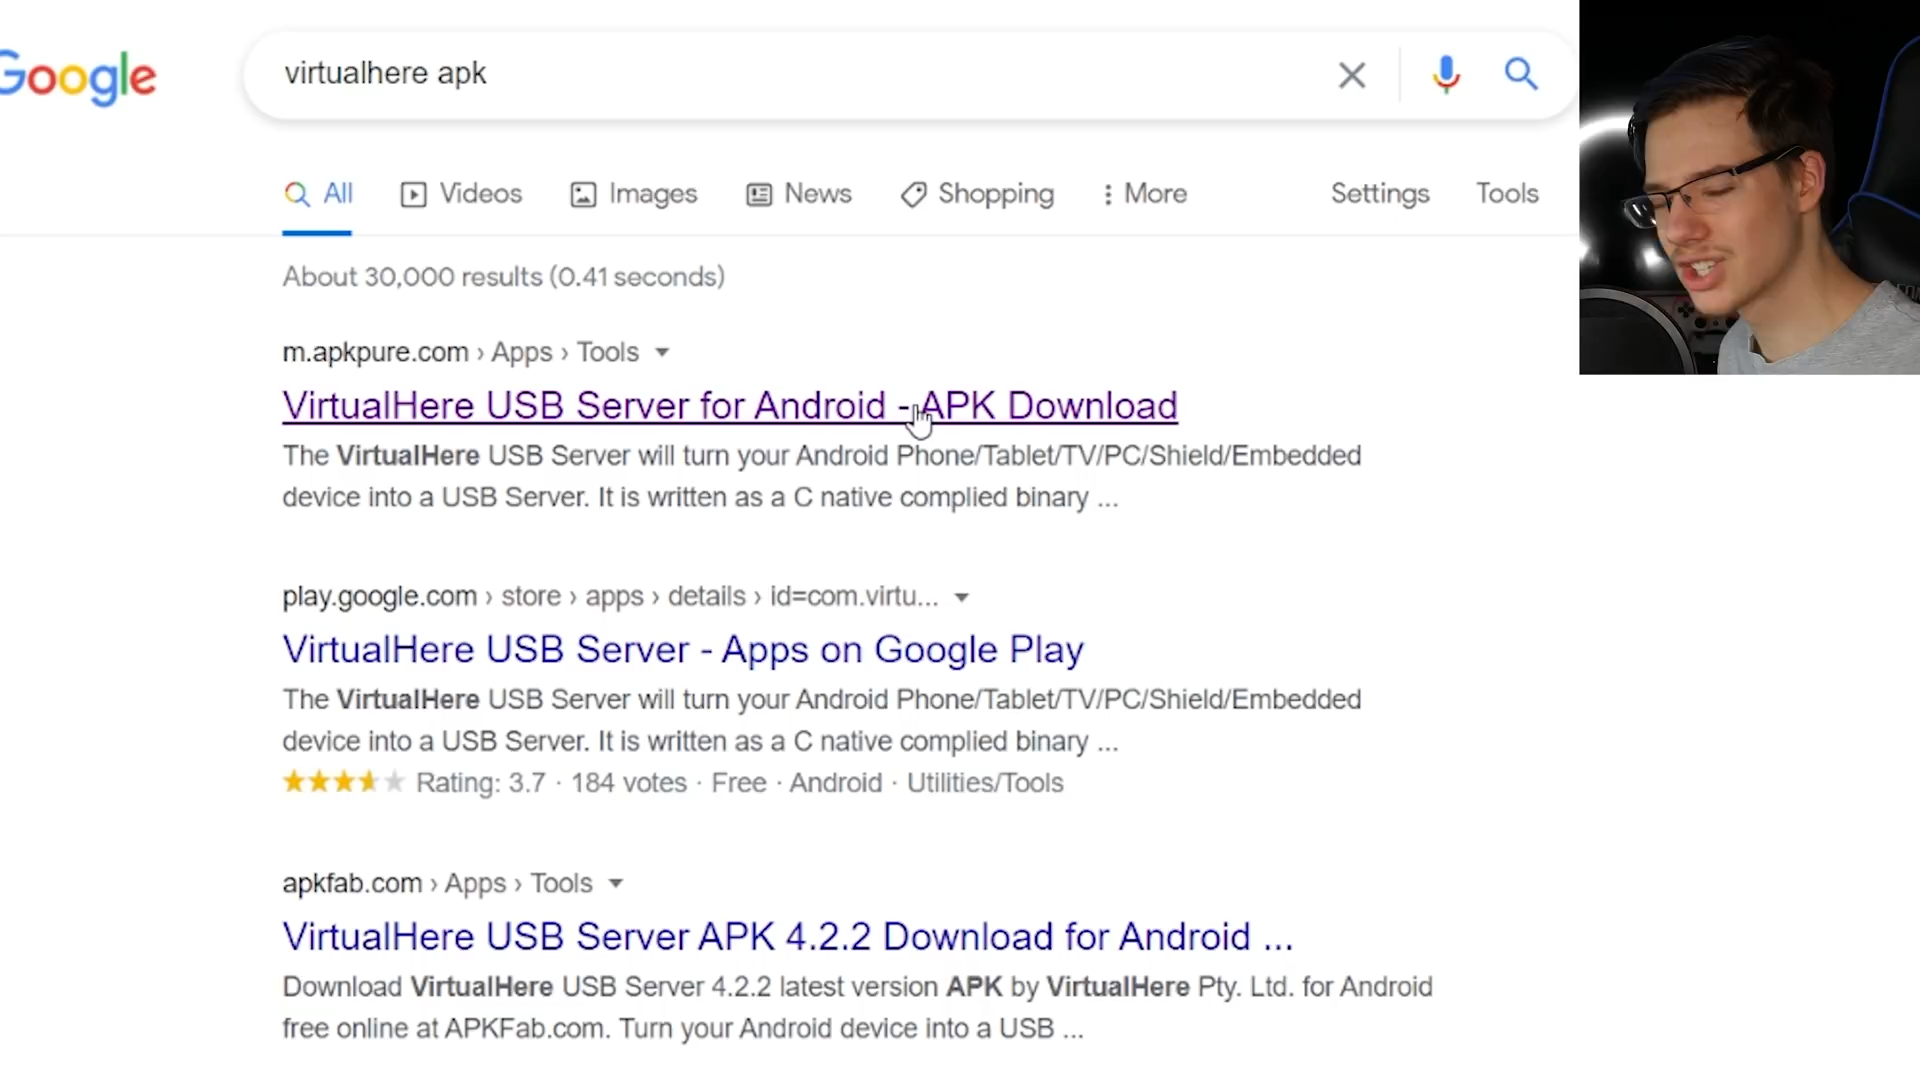 Google
virtualhere apk
All Videos Images News Shopping More Settings Tools
About 30,000 results (0.41 seconds)
m.apkpure.com › Apps › Tools
VirtualHere USB Server for Android - APK Download
The VirtualHere USB Server will turn your Android Phone/Tablet/TV/PC/Shield/Embedded
device into a USB Server. It is written as a C native complied binary ...
play.google.com › store › apps › details › id=com.virtu...
VirtualHere USB Server - Apps on Google Play
The VirtualHere USB Server will turn your Android Phone/Tablet/TV/PC/Shield/Embedded
device into a USB Server. It is written as a C native complied binary ...
Rating: 3.7 · 184 votes · Free · Android · Utilities/Tools
apkfab.com › Apps › Tools
VirtualHere USB Server APK 4.2.2 Download for Android ...
Download VirtualHere USB Server 4.2.2 latest version APK by VirtualHere Pty. Ltd. for Android
free online at APKFab.com. Turn your Android device into a USB ...